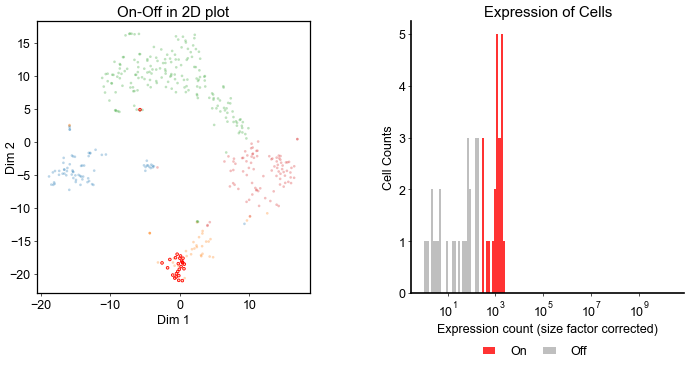 On-Off in 2D plot
15
10
5
0
−5
−10
−15
−20
Dim 2
−20 −10 0 10
Dim 1
Expression of Cells
5
4
3
2
1
0
Cell Counts
10^1 10^3 10^5 10^7 10^9
Expression count (size factor corrected)
On Off